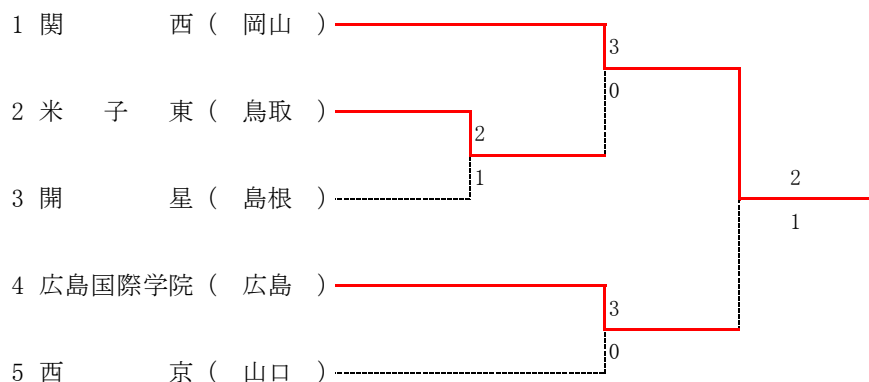 1 関 西 ( 岡山 )
3
0
2 米 子 東 ( 鳥取 )
2
1
3 開 星 ( 島根 )
2
1
4 広島国際学院 ( 広島 )
3
0
5 西 京 ( 山口 )